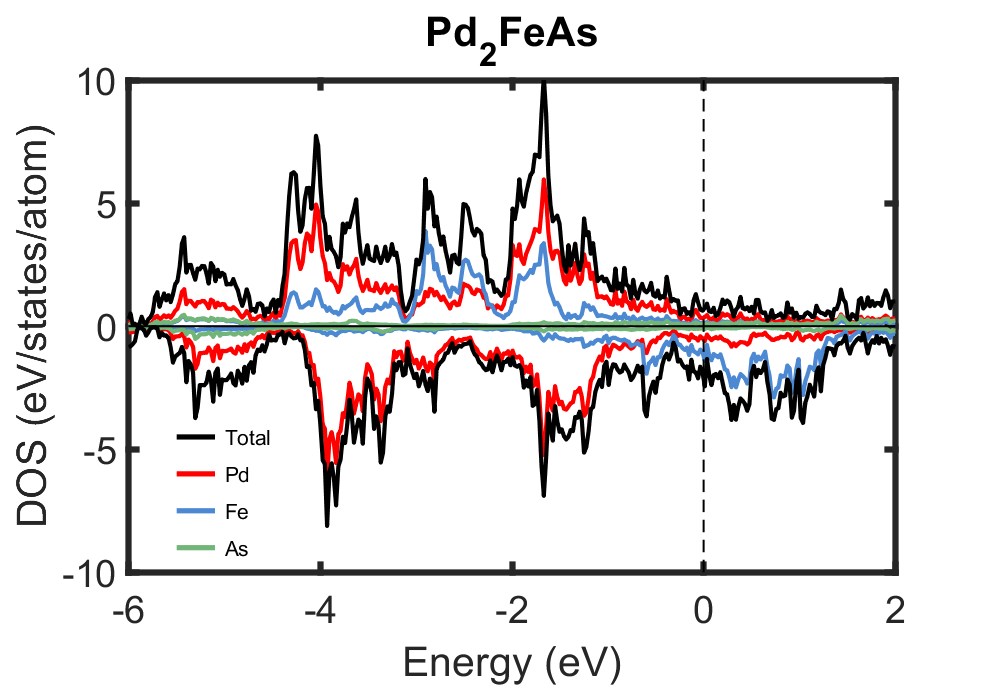 Pd2FeAs
DOS (eV/states/atom)
10
5
0
-5
-10
Total
Pd
Fe
As
-6 -4 -2 0 2
Energy (eV)